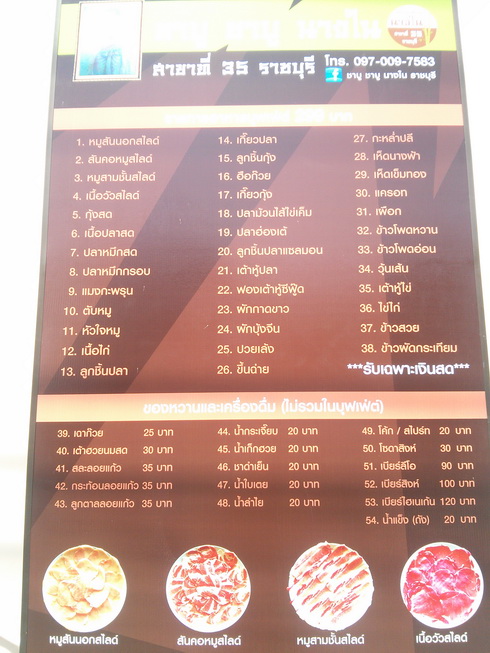 ชาบู ชาบู นางใน
สาขาที่ 35 ราชบุรี
โทร. 097-009-7583
ชาบู ชาบู นางใน ราชบุรี
1. หมูสันนอกสไลด์
2. สันคอหมูสไลด์
3. หมูสามชั้นสไลด์
4. เนื้อวัวสไลด์
5. กุ้งสด
6. เนื้อปลาสด
7. ปลาหมึกสด
8. ปลาหมึกกรอบ
9. แมงกะพรุน
10. ตับหมู
11. หัวใจหมู
12. เนื้อไก่
13. ลูกชิ้นปลา
14. เกี๊ยวปลา
15. ลูกชิ้นกุ้ง
16. ฮือก๊วย
17. เกี๊ยวกุ้ง
18. ปลาม้วนไส้ไข่เค็ม
19. ปลาฮ่องเต้
20. ลูกชิ้นปลาแซลมอน
21. เต้าหู้ปลา
22. ฟองเต้าหู้ซีฟู๊ด
23. ผักกาดขาว
24. ผักบุ้งจีน
25. ปวยเล้ง
26. ขึ้นฉ่าย
27. กะหล่ำปลี
28. เห็ดนางฟ้า
29. เห็ดเข็มทอง
30. แครอท
31. เผือก
32. ข้าวโพดหวาน
33. ข้าวโพดอ่อน
34. วุ้นเส้น
35. เต้าหู้ไข่
36. ไข่ไก่
37. ข้าวสวย
38. ข้าวผัดกระเทียม
***รับเฉพาะเงินสด***
ของหวานและเครื่องดื่ม (ไม่รวมในบุฟเฟ่ต์)
39. เฉาก๊วย 25 บาท
40. เต้าฮวยนมสด 30 บาท
41. สละลอยแก้ว 35 บาท
42. กระท้อนลอยแก้ว 35 บาท
43. ลูกตาลลอยแก้ว 35 บาท
44. น้ำกระเจี๊ยบ 20 บาท
45. น้ำเก็กฮวย 20 บาท
46. ชาดำเย็น 20 บาท
47. น้ำใบเตย 20 บาท
48. น้ำลำไย 20 บาท
49. โค้ก / สไปร์ท 20 บาท
50. โซดาสิงห์ 30 บาท
51. เบียร์ลีโอ 90 บาท
52. เบียร์สิงห์ 100 บาท
53. เบียร์ไฮเนเก้น 120 บาท
54. น้ำแข็ง (ถัง) 20 บาท
หมูสันนอกสไลด์
สันคอหมูสไลด์
หมูสามชั้นสไลด์
เนื้อวัวสไลด์